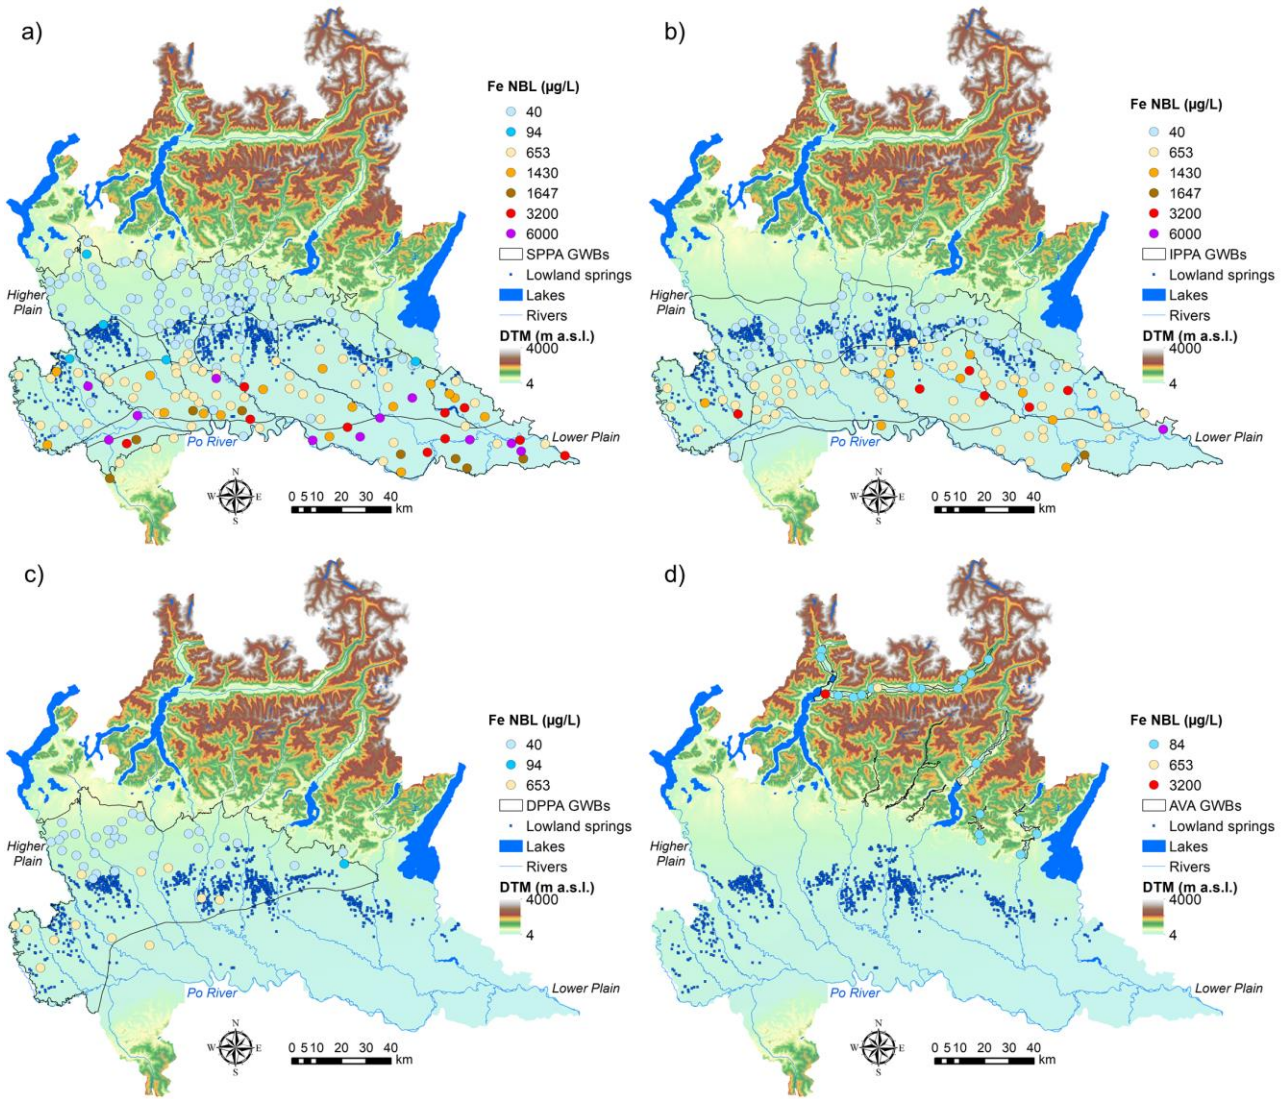 a)
Fe NBL (µg/L)
40
94
653
1430
1647
3200
6000
SPPA GWBs
Lowland springs
Lakes
Rivers
DTM (m a.s.l.)
4000
4
Higher
Plain
Po River
Lower Plain
N
W E
S
0 5 10 20 30 40
km
b)
Fe NBL (µg/L)
40
653
1430
1647
3200
6000
IPPA GWBs
Lowland springs
Lakes
Rivers
DTM (m a.s.l.)
4000
4
Higher
Plain
Po River
Lower Plain
N
W E
S
0 5 10 20 30 40
km
c)
Fe NBL (µg/L)
40
94
653
DPPA GWBs
Lowland springs
Lakes
Rivers
DTM (m a.s.l.)
4000
4
Higher
Plain
Po River
Lower Plain
N
W E
S
0 5 10 20 30 40
km
d)
Fe NBL (µg/L)
84
653
3200
AVA GWBs
Lowland springs
Lakes
Rivers
DTM (m a.s.l.)
4000
4
Higher
Plain
Po River
Lower Plain
N
W E
S
0 5 10 20 30 40
km